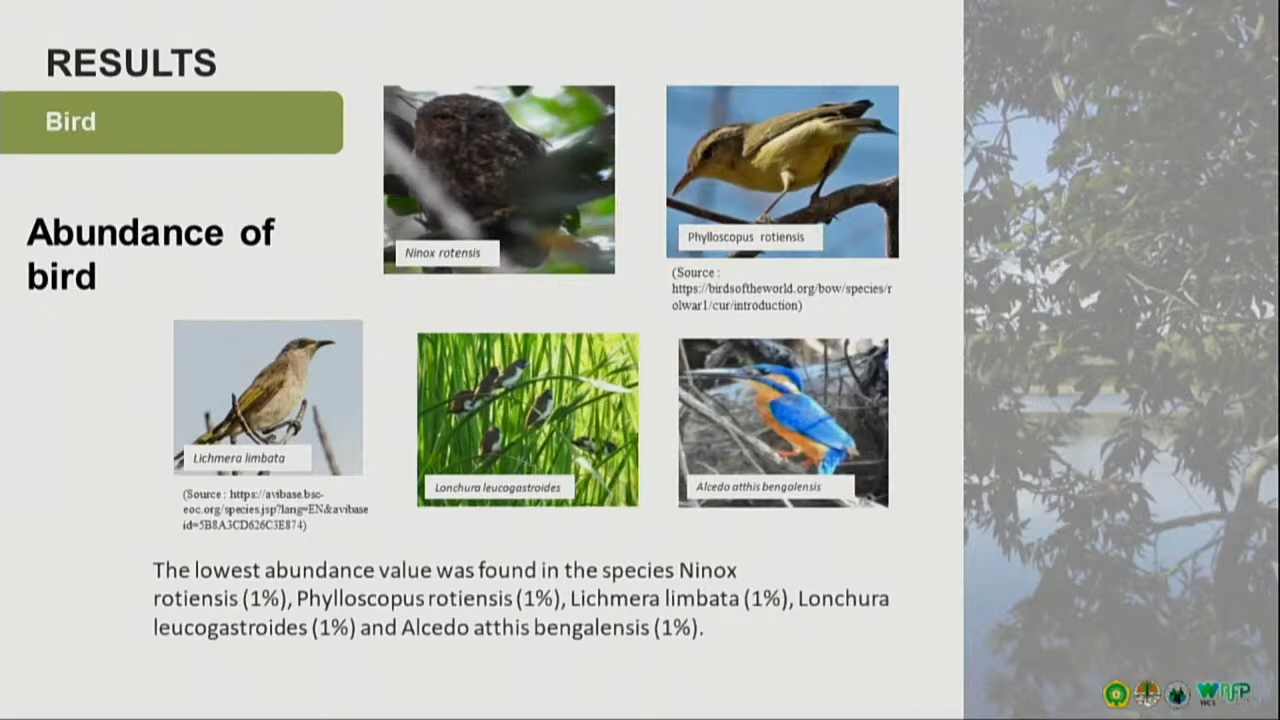 RESULTS
Bird
Abundance of
bird
Ninox rotensis
Phylloscopus rotiensis
(Source :
https://birdsoftheworld.org/bow/species/r
olwar1/cur/introduction)
Lichmera limbata
(Source : https://avibase.bsc-
eoc.org/species.jsp?lang=EN&avibase
id=5B8A3CD626C3E874)
Lonchura leucogastroides
Alcedo atthis bengalensis
The lowest abundance value was found in the species Ninox
rotiensis (1%), Phylloscopus rotiensis (1%), Lichmera limbata (1%), Lonchura
leucogastroides (1%) and Alcedo atthis bengalensis (1%).
WCS